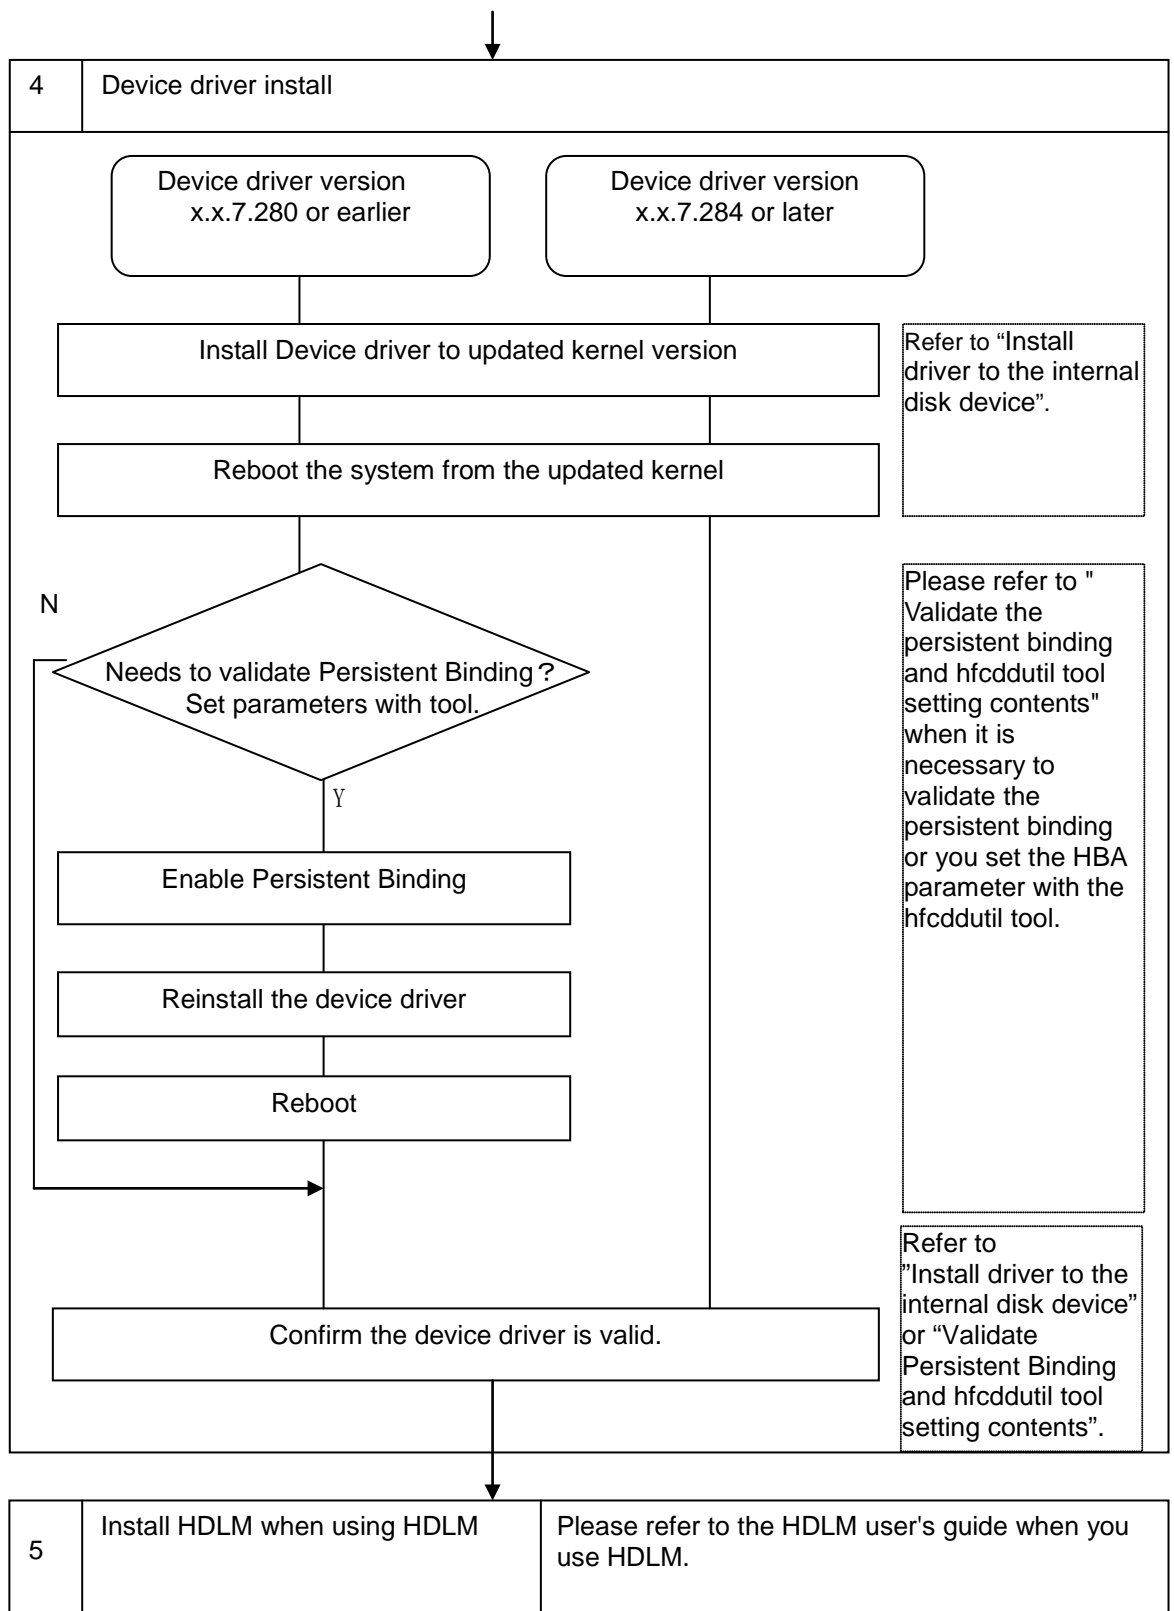 4
Device driver install
Device driver version
x.x.7.280 or earlier
Device driver version
x.x.7.284 or later
Install Device driver to updated kernel version
Refer to “Install
driver to the internal
disk device”.
Reboot the system from the updated kernel
N
Needs to validate Persistent Binding？
Set parameters with tool.
Y
Please refer to "
Validate the
persistent binding
and hfcddutil tool
setting contents"
when it is
necessary to
validate the
persistent binding
or you set the HBA
parameter with the
hfcddutil tool.
Enable Persistent Binding
Reinstall the device driver
Reboot
Confirm the device driver is valid.
Refer to
”Install driver to the
internal disk device”
or “Validate
Persistent Binding
and hfcddutil tool
setting contents”.
5
Install HDLM when using HDLM
Please refer to the HDLM user's guide when you
use HDLM.